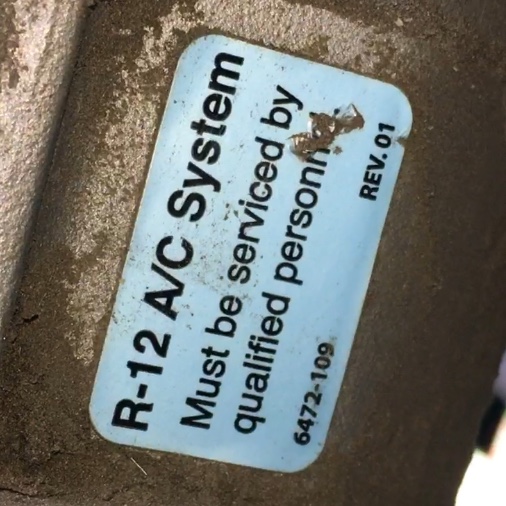 R-12 A/C System
Must be serviced by
qualified
6472-109
REV. 01